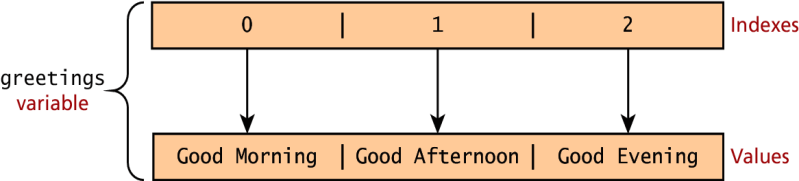 0 | 1 | 2 Indexes
greetings
variable
Good Morning | Good Afternoon | Good Evening Values